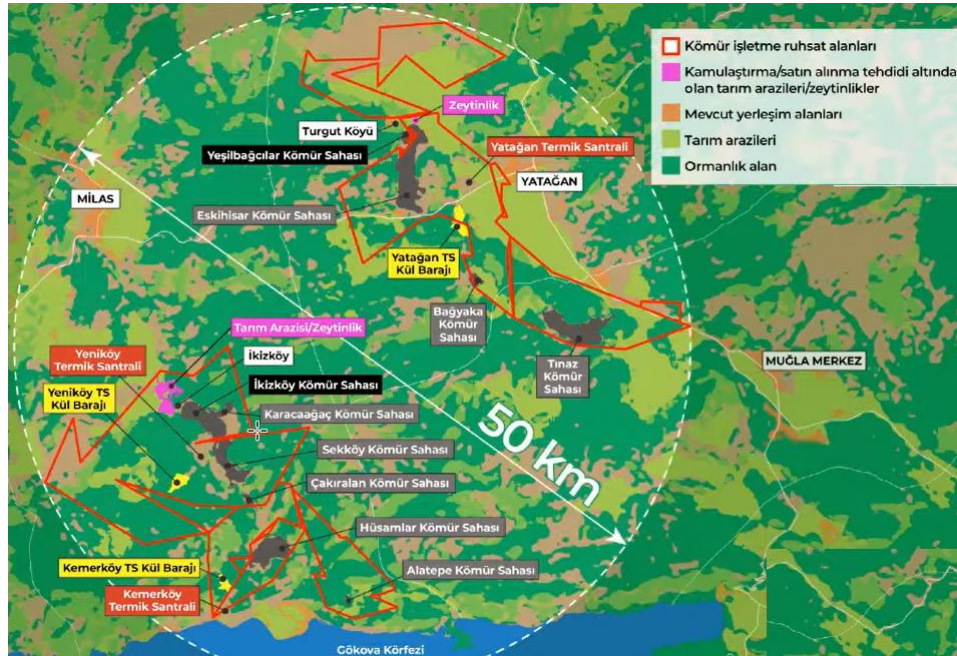 Kömür işletme ruhsat alanları
Kamulaştırma/satın alınma tehdidi altında
olan tarım arazileri/zeytinlikler
Mevcut yerleşim alanları
Tarım arazileri
Ormanlık alan
Zeytinlik
Turgut Köyü
Yeşilbağcılar Kömür Sahası
Yatağan Termik Santrali
YATAĞAN
MİLAS
Eskihisar Kömür Sahası
Yatağan TS
Kül Barajı
Bağyaka
Kömür
Sahası
Tınaz
Kömür
Sahası
MUĞLA MERKEZ
Tarım Arazisi/Zeytinlik
Yeniköy
Termik Santrali
İkizköy
Yeniköy TS
Kül Barajı
İkizköy Kömür Sahası
Karacaağaç Kömür Sahası
50 km
Sekköy Kömür Sahası
Çakıralan Kömür Sahası
Hüsamlar Kömür Sahası
Kemerköy TS Kül Barajı
Alatepe Kömür Sahası
Kemerköy
Termik Santrali
Gökova Körfezi